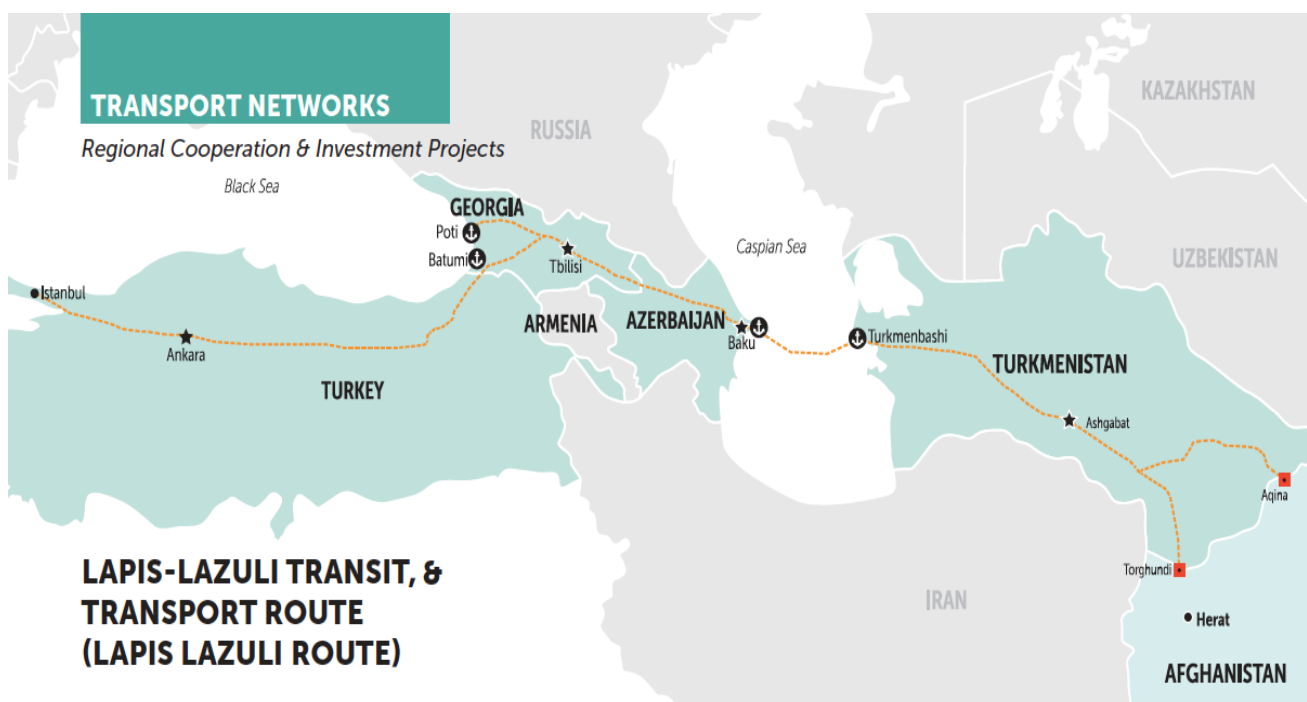 TRANSPORT NETWORKS
Regional Cooperation & Investment Projects
KAZAKHSTAN
RUSSIA
Black Sea
GEORGIA
Poti
Batumi
Tbilisi
Caspian Sea
UZBEKISTAN
Istanbul
Ankara
ARMENIA
AZERBAIJAN
Baku
Turkmenbashi
TURKMENISTAN
TURKEY
Ashgabat
Aqina
Torghundi
IRAN
Herat
AFGHANISTAN
LAPIS-LAZULI TRANSIT, &
TRANSPORT ROUTE
(LAPIS LAZULI ROUTE)